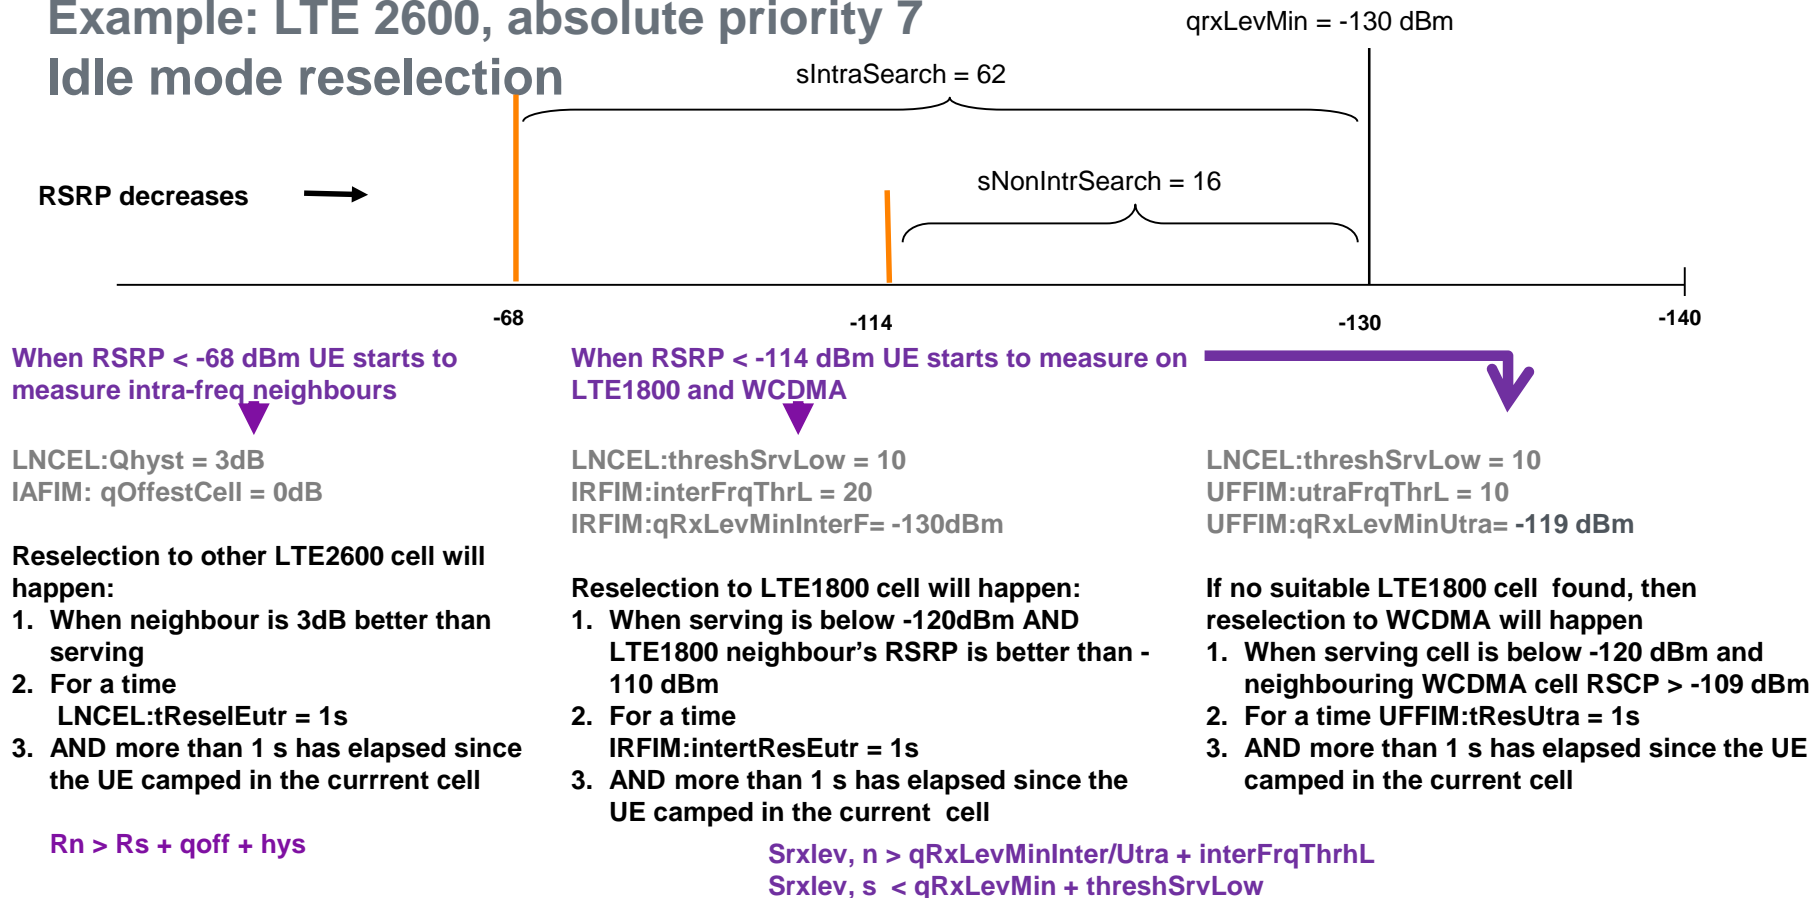 Example: LTE 2600, absolute priority 7
Idle mode reselection
qrxLevMin = -130 dBm
sIntraSearch = 62
sNonIntrSearch = 16
RSRP decreases
-68
-114
-130
-140
When RSRP < -68 dBm UE starts to
measure intra-freq neighbours
LNCEL:Qhyst = 3dB
IAFIM: qOffestCell = 0dB
Reselection to other LTE2600 cell will
happen:
1. When neighbour is 3dB better than
serving
2. For a time
LNCEL:tReselEutr = 1s
3. AND more than 1 s has elapsed since
the UE camped in the currrent cell
Rn > Rs + qoff + hys
When RSRP < -114 dBm UE starts to measure on
LTE1800 and WCDMA
LNCEL:threshSrvLow = 10
IRFIM:interFrqThrL = 20
IRFIM:qRxLevMinInterF= -130dBm
Reselection to LTE1800 cell will happen:
1. When serving is below -120dBm AND
LTE1800 neighbour's RSRP is better than -
110 dBm
2. For a time
IRFIM:intertResEutr = 1s
3. AND more than 1 s has elapsed since the
UE camped in the current cell
LNCEL:threshSrvLow = 10
UFFIM:utraFrqThrL = 10
UFFIM:qRxLevMinUtra= -119 dBm
If no suitable LTE1800 cell found, then
reselection to WCDMA will happen
1. When serving cell is below -120 dBm and
neighbouring WCDMA cell RSCP > -109 dBm
2. For a time UFFIM:tResUtra = 1s
3. AND more than 1 s has elapsed since the UE
camped in the current cell
Srxlev, n > qRxLevMinInter/Utra + interFrqThrhL
Srxlev, s < qRxLevMin + threshSrvLow